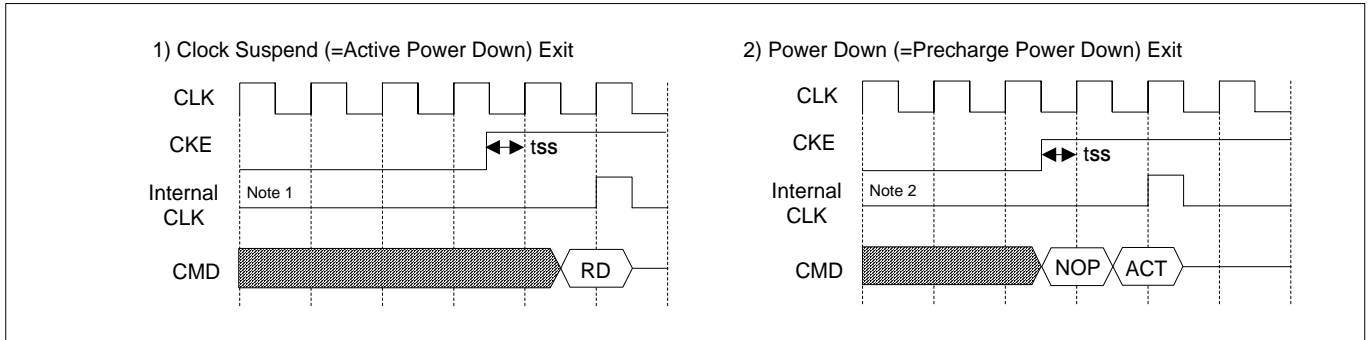 1) Clock Suspend (=Active Power Down) Exit
CLK
CKE
tss
Internal
CLK
Note 1
CMD
RD
2) Power Down (=Precharge Power Down) Exit
CLK
CKE
tss
Internal
CLK
Note 2
CMD
NOP
ACT